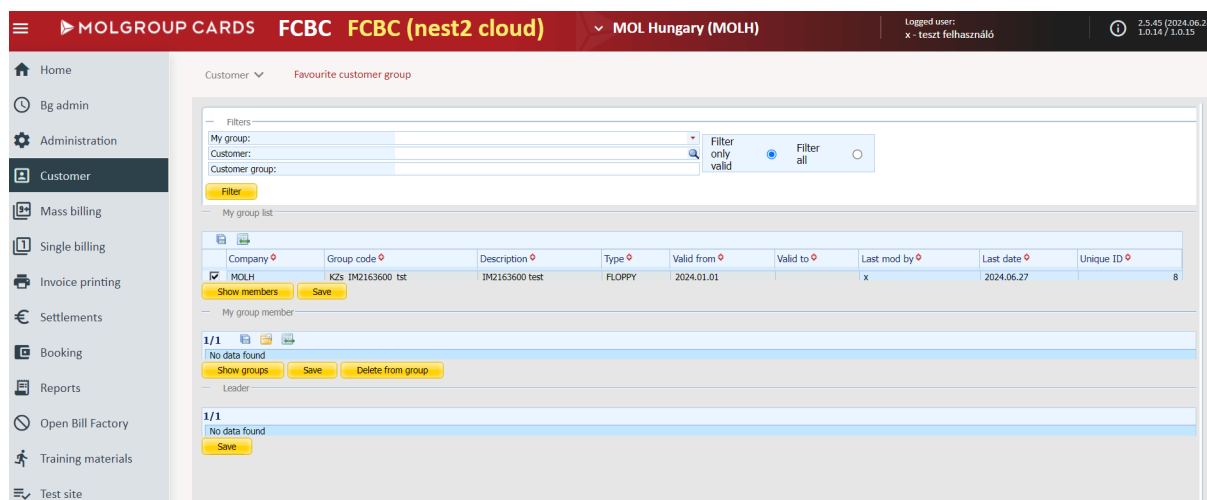 MOLGROUP CARDS FCBC FCBC (nest2 cloud) MOL Hungary (MOLH)
Logged user:
x - teszt felhasználó
2.5.45 (2024.06.2
1.0.14 / 1.0.15
Home
Bg admin
Administration
Customer
Mass billing
Single billing
Invoice printing
Settlements
Booking
Reports
Open Bill Factory
Training materials
Test site
Customer Favourite customer group
Filters
My group:
Customer:
Customer group:
Filter only valid
Filter all
Filter
My group list
Company Group code Description Type Valid from Valid to Last mod by Last date Unique ID
MOLH KZs_IM2163600_tst IM2163600 test FLOPPY 2024.01.01 x 2024.06.27 8
Show members Save
My group member
1/1
No data found
Show groups Save Delete from group
Leader
1/1
No data found
Save